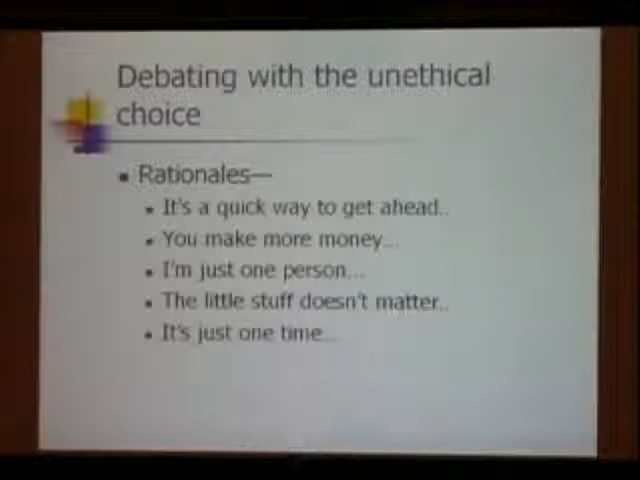 Debating with the unethical
choice
Rationales—
It's a quick way to get ahead..
You make more money...
I'm just one person...
The little stuff doesn't matter..
It's just one time...